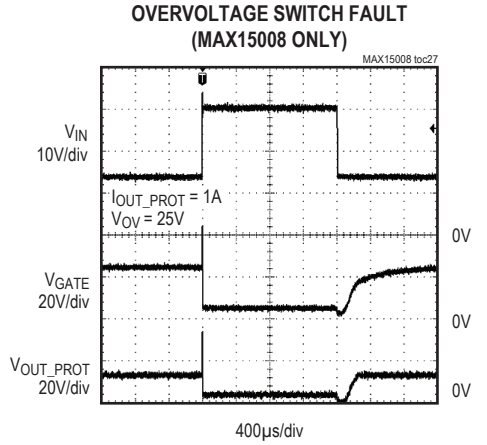 OVERVOLTAGE SWITCH FAULT
(MAX15008 ONLY)
MAX15008 toc27
T
VIN
10V/div
IOUT_PROT = 1A
VOV = 25V
0V
VGATE
20V/div
0V
VOUT_PROT
20V/div
0V
400µs/div